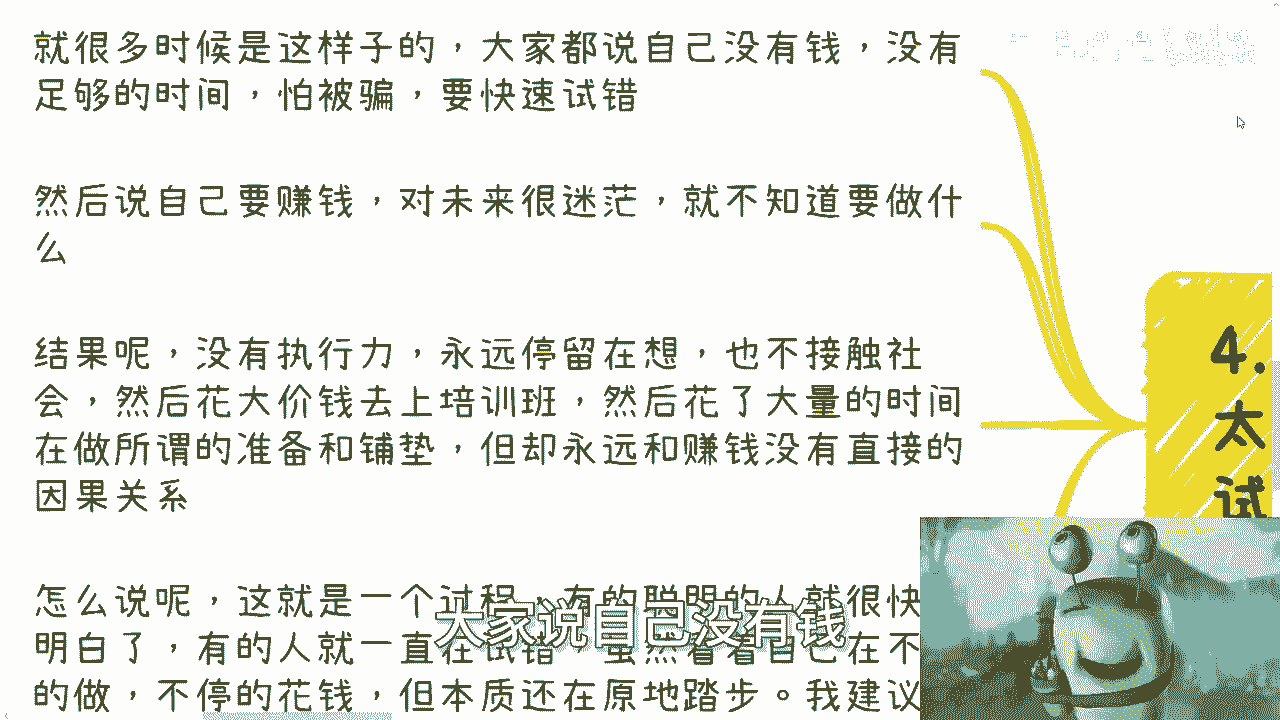 就很多时候是这样子的，大家都说自己没有钱，没有
足够的时间，怕被骗，要快速试错
然后说自己要赚钱，对未来很迷茫，就不知道要做什
么
结果呢，没有执行力，永远停留在想，也不接触社
会，然后花大价钱去上培训班，然后花了大量的时间
在做所谓的准备和铺垫，但却永远和赚钱没有直接的
因果关系
4.
太
试
怎么说呢，这就是一个过程，有的聪明的人就很快
明白了，有的人就一直在试错，虽然看着自己在不
的做，不停的花钱，但本质还在原地踏步。我建议
大家说自己没有钱